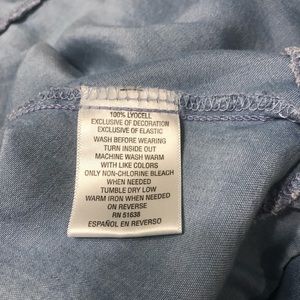 100% LYOCELL
EXCLUSIVE OF DECORATION
EXCLUSIVE OF ELASTIC
WASH BEFORE WEARING
TURN INSIDE OUT
MACHINE WASH WARM
WITH LIKE COLORS
ONLY NON-CHLORINE BLEACH
WHEN NEEDED
TUMBLE DRY LOW
WARM IRON WHEN NEEDED
ON REVERSE
RN 51638
ESPAÑOL EN REVERSO